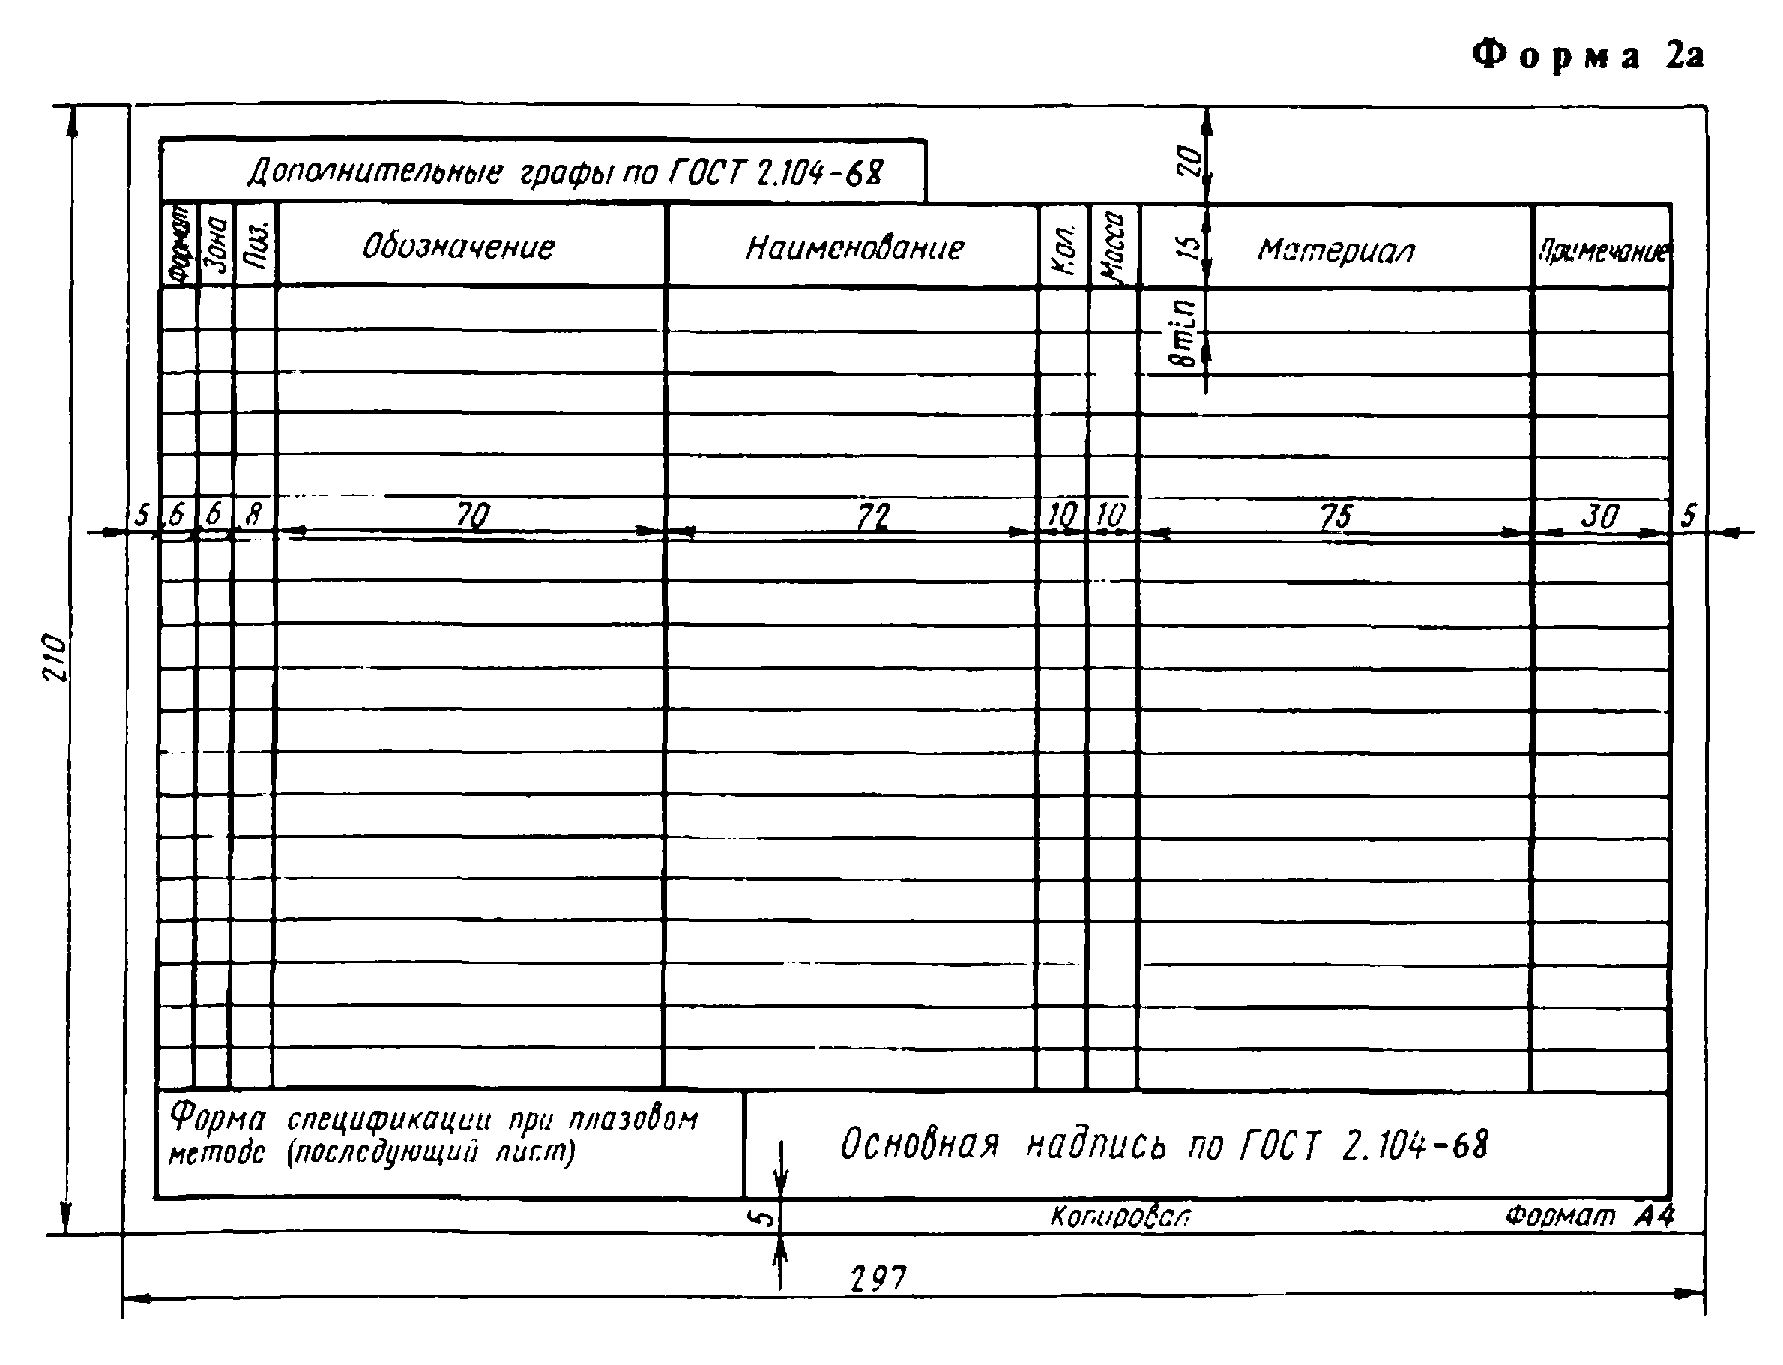 Форма 2а
Дополнительные графы по ГОСТ 2.104-68
20
Формат Зона Поз. Обозначение Наименование Кол. Масса 15 Материал Примечание
8 min
5 6 6 8 70 72 10 10 75 30 5
210
Форма спецификации при плазовом
методе (последующий лист)
Основная надпись по ГОСТ 2.104-68
5
Копировал Формат А4
297